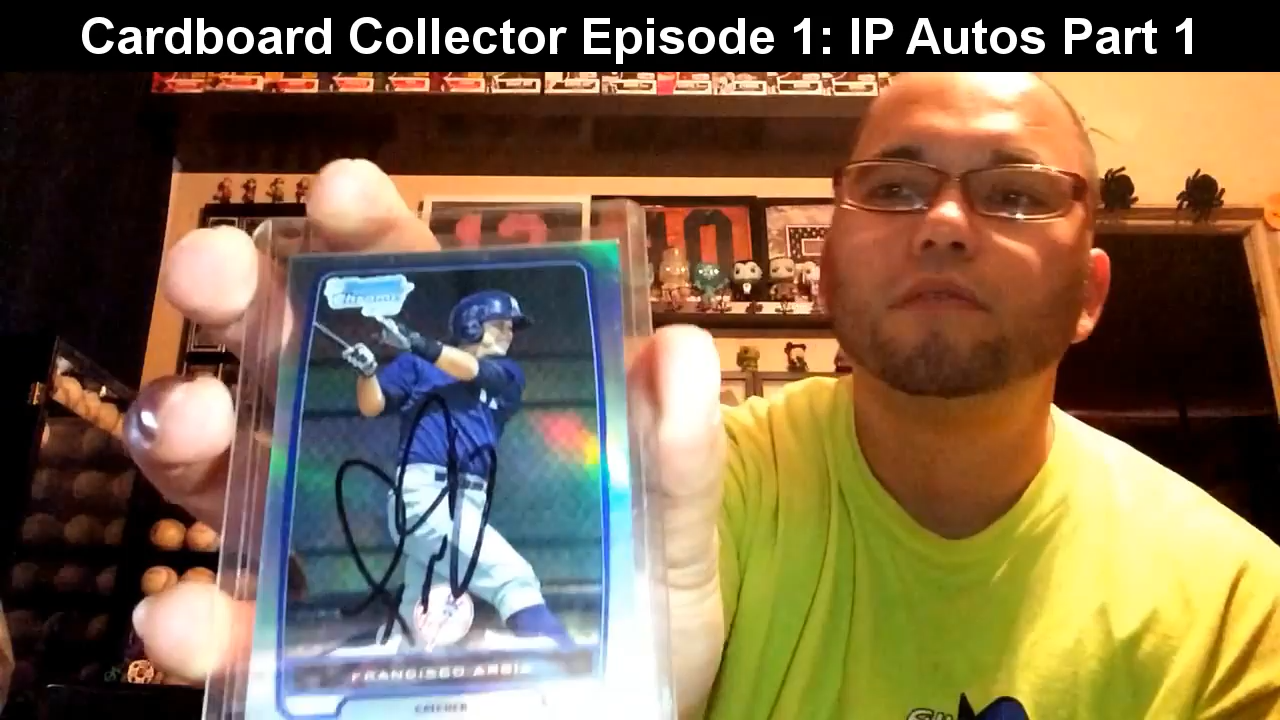 Cardboard Collector Episode 1: IP Autos Part 1
Chrome
FRANCISCO ARCIA
CATCHER